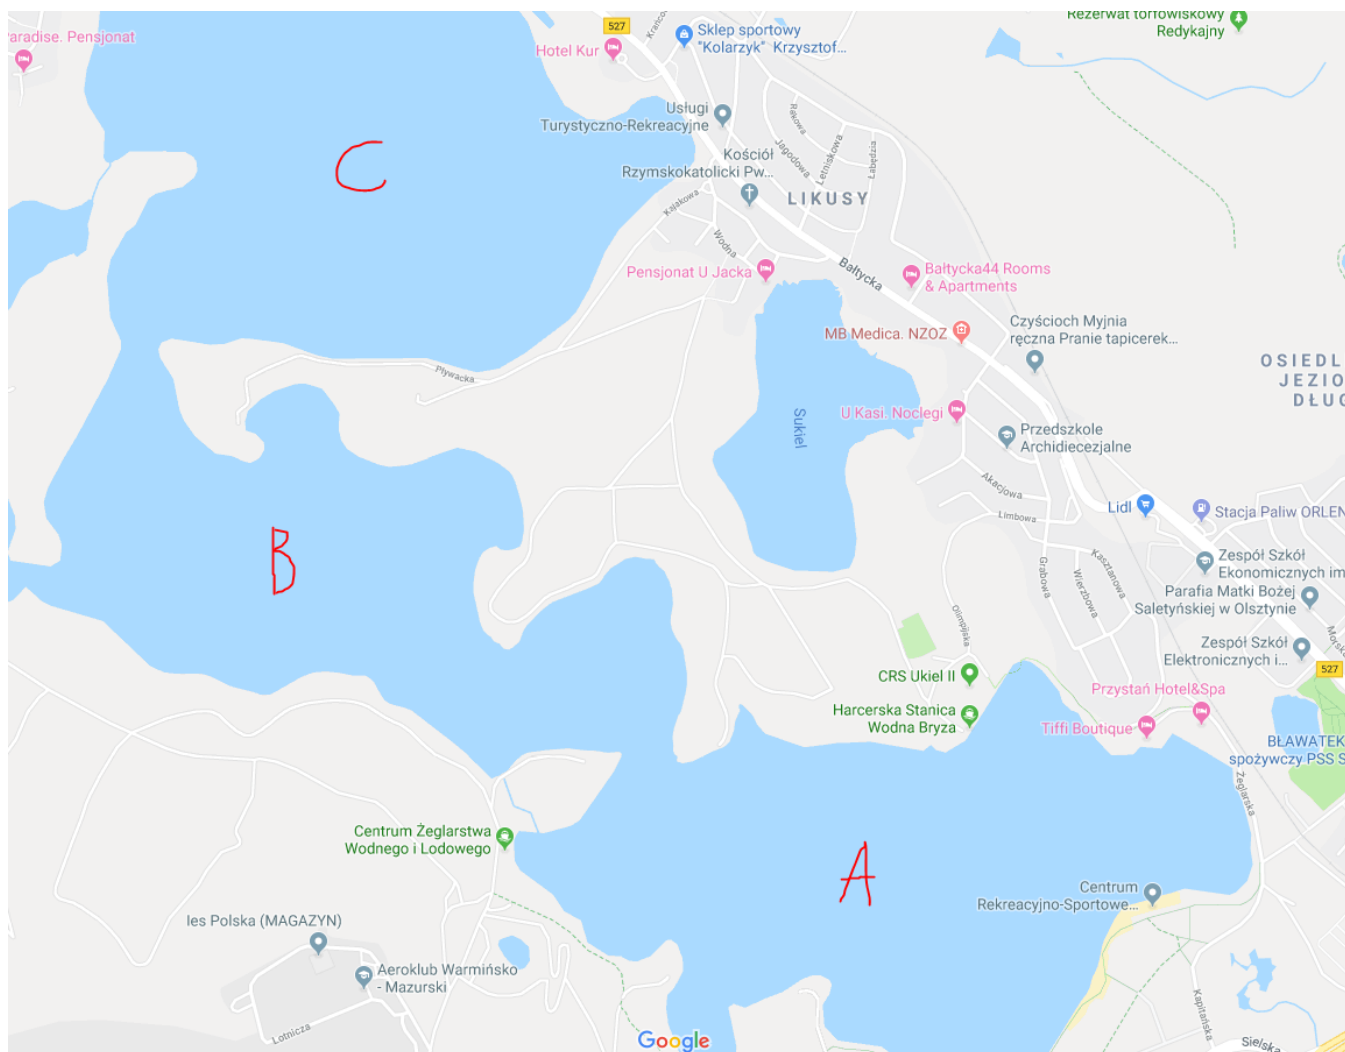 Paradise. Pensjonat
527
Hotel Kur
Sklep sportowy
"Kolarzyk" Krzysztof...
Rezerwat torfowiskowy
Redykajny
Usługi
Turystyczno-Rekreacyjne
Rekowa
Jagodowa
Letniskowa
Łabędzia
C
Kościół
Rzymskokatolicki Pw...
LIKUSY
Kajakowa
Wodna
Pensjonat U Jacka
Bałtycka
Bałtycka44 Rooms
& Apartments
MB Medica. NZOZ
Czyścioch Myjnia
ręczna Pranie tapicerek...
OSIEDL
JEZIO
DŁUG
Pływacka
Sukiel
U Kasi. Noclegi
Przedszkole
Archidiecezjalne
Akacjowa
Limbowa
Lidl
Stacja Paliw ORLEN
B
Grabowa
Wierzbowa
Kasztanowa
Zespół Szkół
Ekonomicznych im
Parafia Matki Bożej
Saletyńskiej w Olsztynie
Olimpijska
Zespół Szkół
Elektronicznych i...
527
CRS Ukiel II
Harcerska Stanica
Wodna Bryza
Przystań Hotel&Spa
Tiffi Boutique
BŁAWATEK
spożywczy PSS S
Żeglarska
Centrum Żeglarstwa
Wodnego i Lodowego
A
Centrum
Rekreacyjno-Sportowe...
les Polska (MAGAZYN)
Aeroklub Warmińsko
- Mazurski
Lotnicza
Kapitańska
Sielska
Google